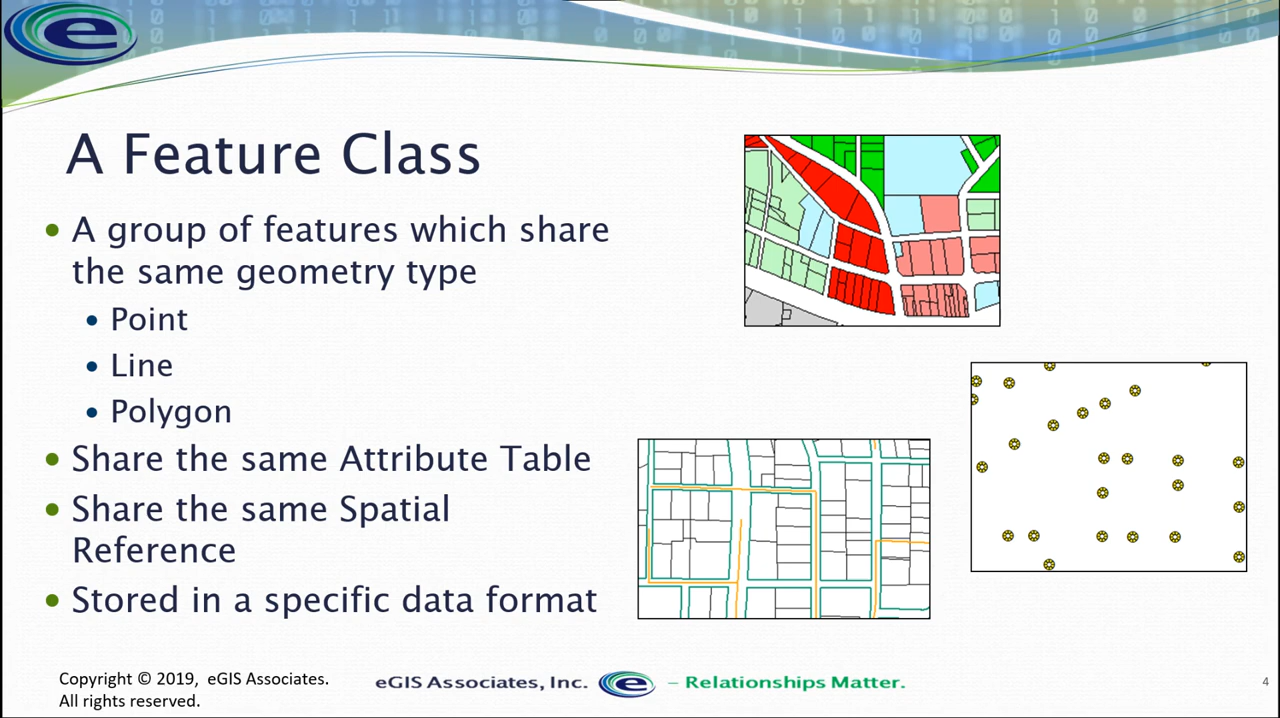 e
A Feature Class
• A group of features which share
the same geometry type
• Point
• Line
• Polygon
• Share the same Attribute Table
• Share the same Spatial
Reference
• Stored in a specific data format
Copyright © 2019, eGIS Associates.
All rights reserved.
eGIS Associates, Inc. e – Relationships Matter.
4